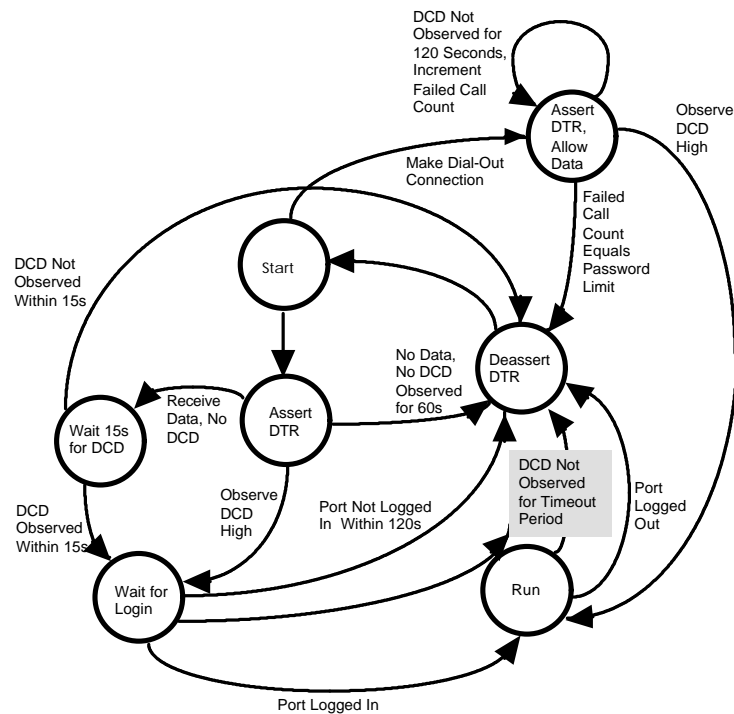 DCD Not
Observed for
120 Seconds,
Increment
Failed Call
Count
Assert
DTR,
Allow
Data
Observe
DCD
High
Make Dial-Out
Connection
Failed
Call
Count
Equals
Password
Limit
Start
DCD Not
Observed
Within 15s
No Data,
No DCD
Observed
for 60s
Deassert
DTR
Receive
Data, No
DCD
Assert
DTR
Wait 15s
for DCD
DCD
Observed
Within 15s
Observe
DCD
High
Port Not Logged
In Within 120s
DCD Not
Observed
for Timeout
Period
Port
Logged
Out
Wait for
Login
Run
Port Logged In